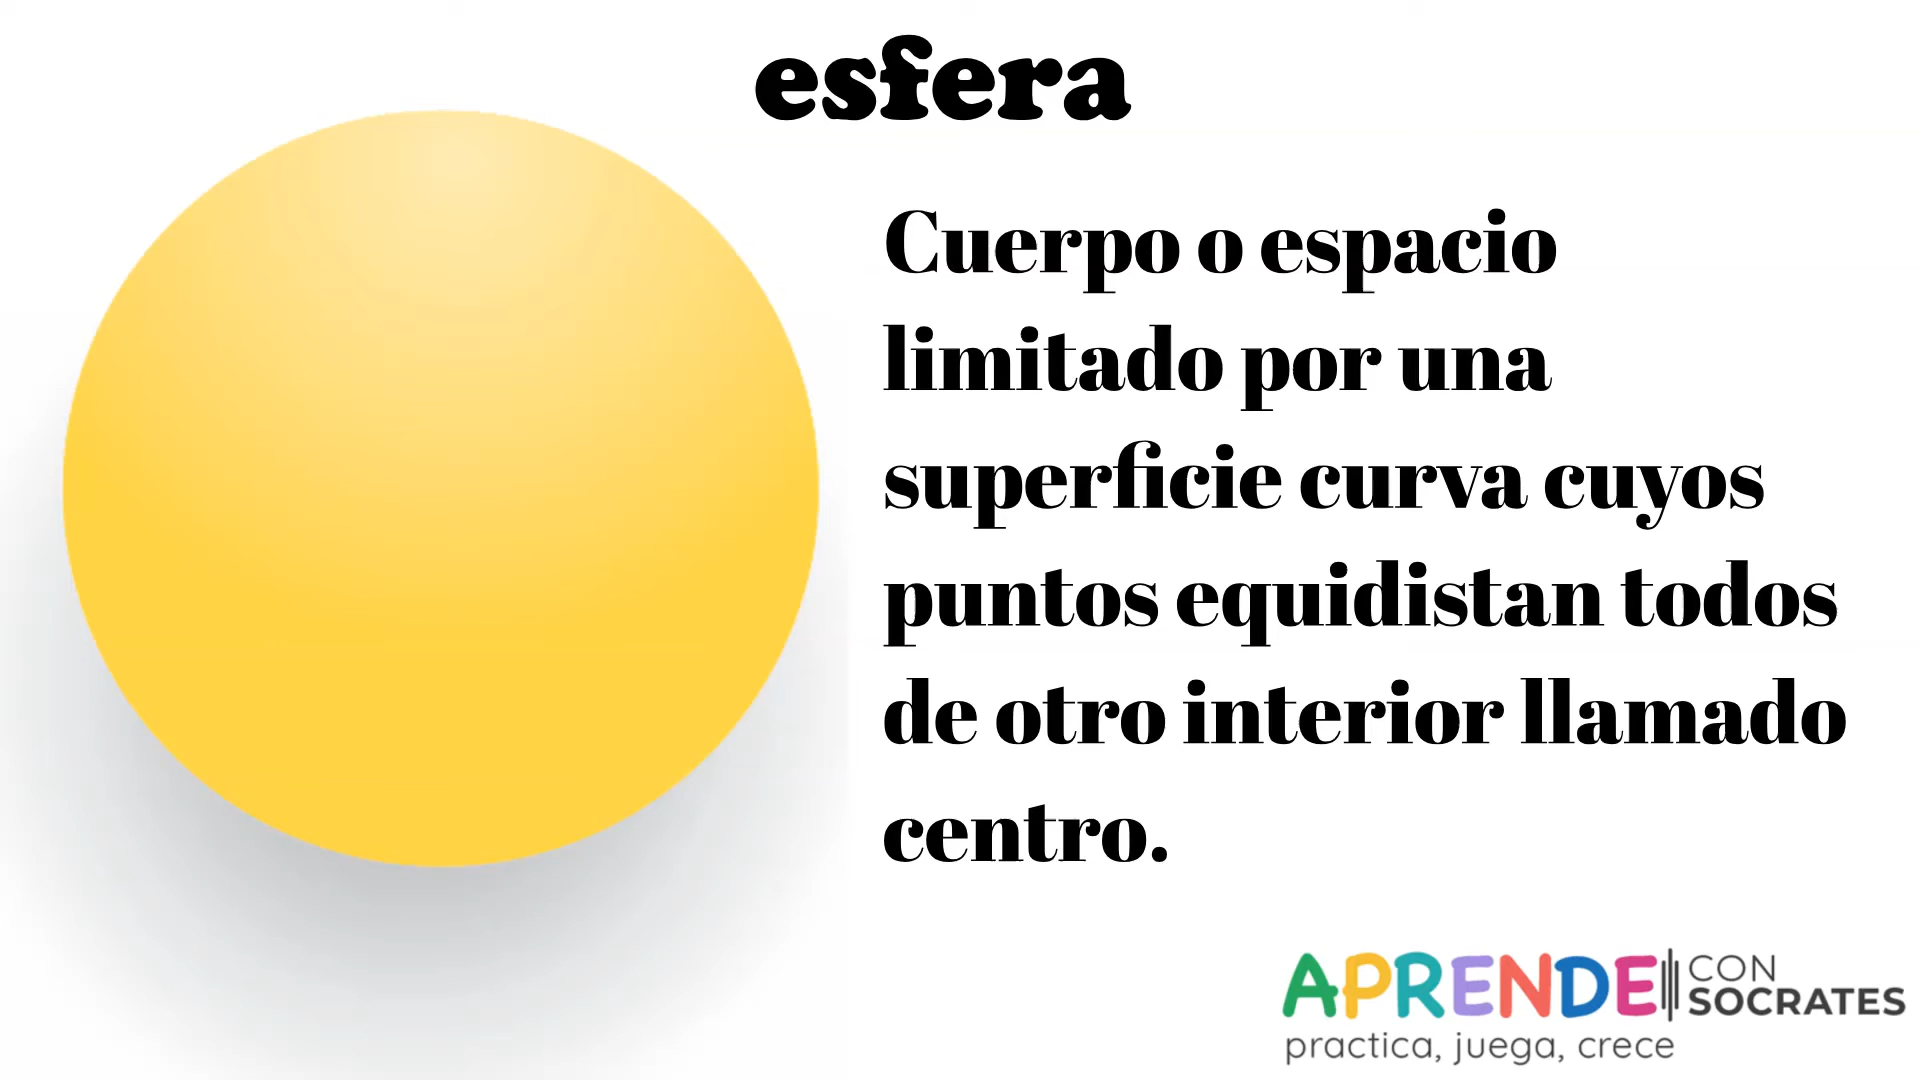 esfera
Cuerpo o espacio
limitado por una
superficie curva cuyos
puntos equidistan todos
de otro interior llamado
centro.
APRENDE CON
SOCRATES
practica, juega, crece